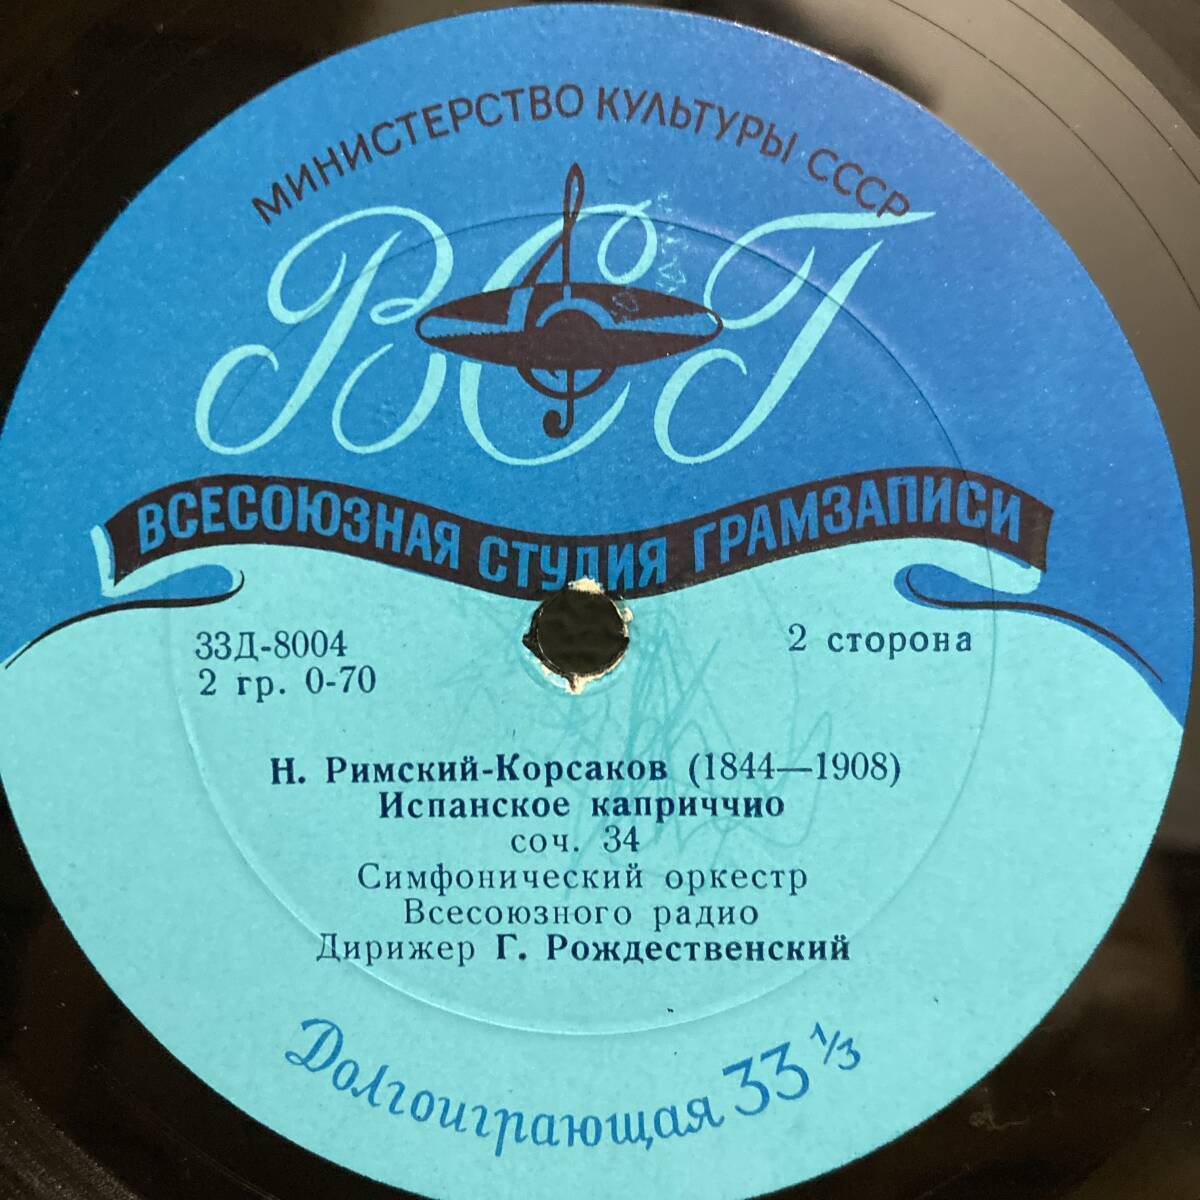 МИНИСТЕРСТВО КУЛЬТУРЫ СССР
ВСГ
ВСЕСОЮЗНАЯ СТУДИЯ ГРАМЗАПИСИ
33Д-8004
2 гр. 0-70
2 сторона
Н. Римский-Корсаков (1844—1908)
Испанское каприччио
соч. 34
Симфонический оркестр
Всесоюзного радио
Дирижер Г. Рождественский
Долгоиграющая 33 1/3